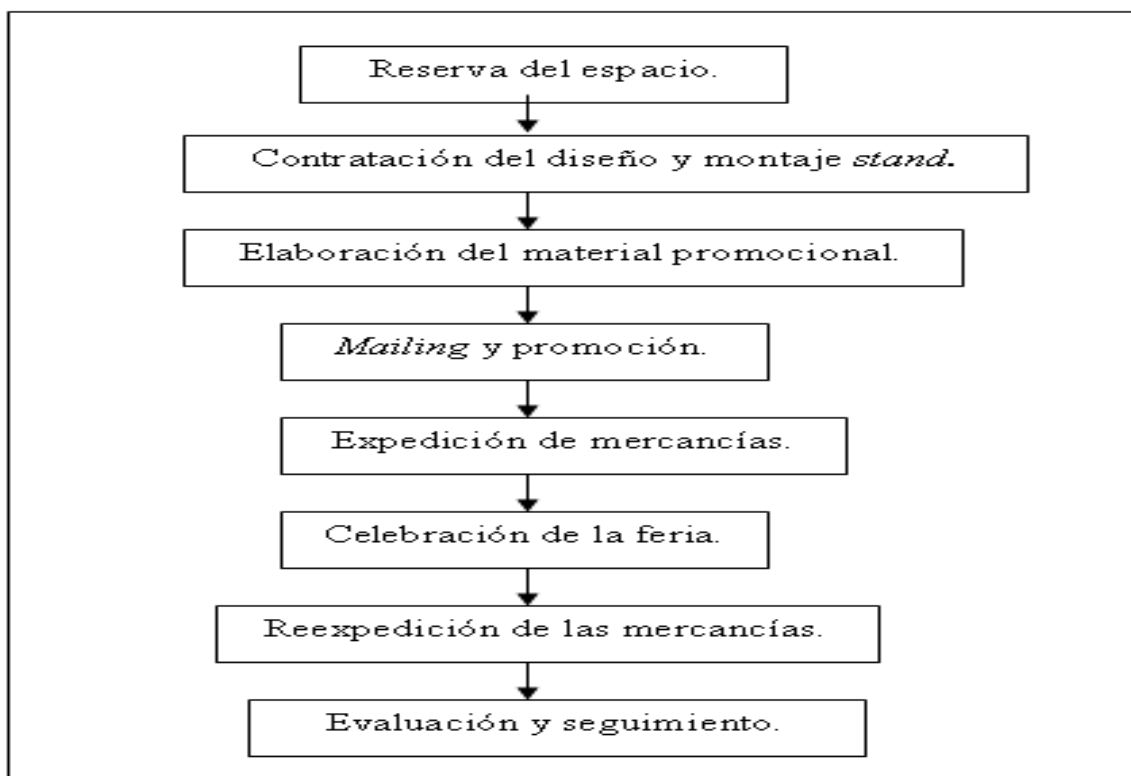 Reserva del espacio.
Contratación del diseño y montaje stand.
Elaboración del material promocional.
Mailing y promoción.
Expedición de mercancías.
Celebración de la feria.
Reexpedición de las mercancías.
Evaluación y seguimiento.